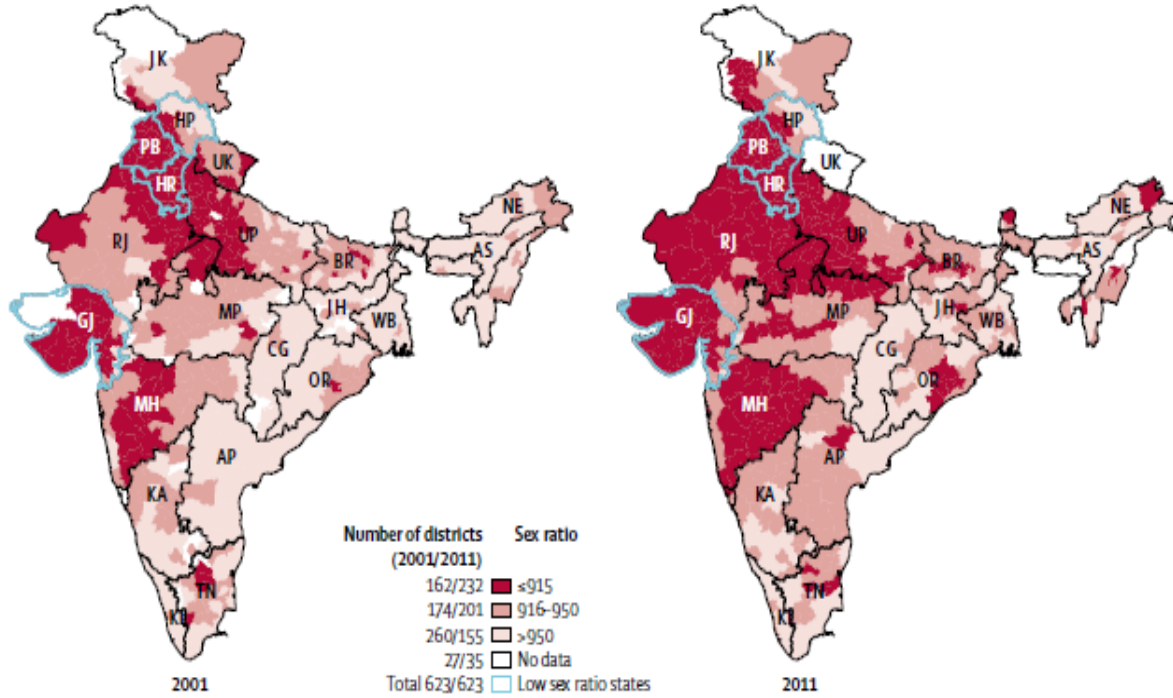 JK
HP
PB
UK
HR
NE
RJ
UP
AS
BR
GJ
MP
JH
WB
CG
OR
MH
AP
KA
TN
KL
2001
JK
HP
PB
UK
HR
NE
RJ
UP
AS
BR
GJ
MP
JH
WB
CG
OR
MH
AP
KA
TN
KL
2011
Number of districts Sex ratio
(2001/2011)
162/232 ≤915
174/201 916–950
260/155 >950
27/35 No data
Total 623/623 Low sex ratio states